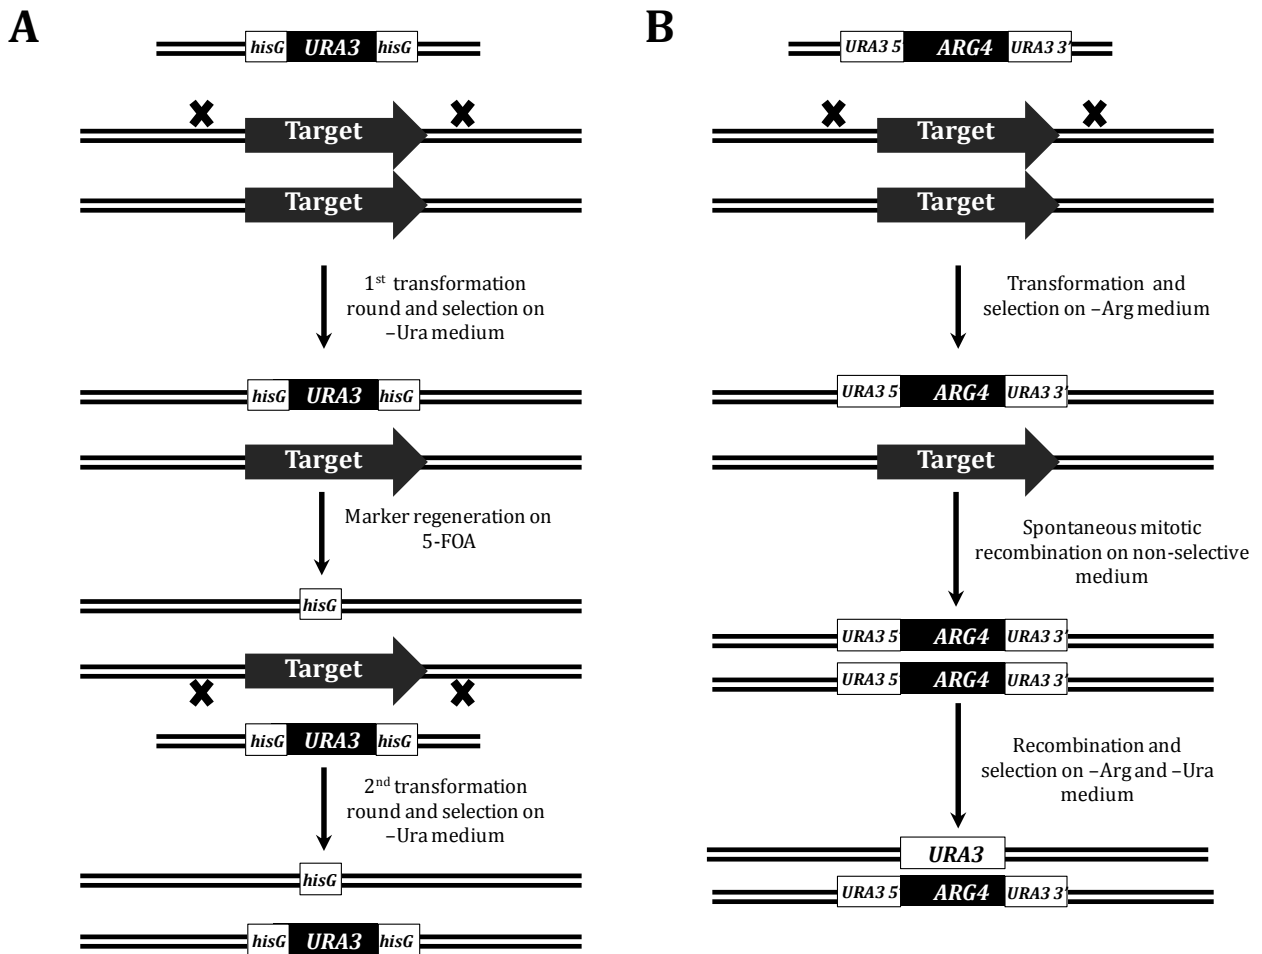 A
hisG URA3 hisG
Target
Target
1st transformation
round and selection on
–Ura medium
hisG URA3 hisG
Target
Marker regeneration on
5-FOA
hisG
Target
hisG URA3 hisG
2nd transformation
round and selection on
–Ura medium
hisG
hisG URA3 hisG
B
URA3 5' ARG4 URA3 3'
Target
Target
Transformation and
selection on –Arg medium
URA3 5' ARG4 URA3 3'
Target
Spontaneous mitotic
recombination on non-selective
medium
URA3 5' ARG4 URA3 3'
URA3 5' ARG4 URA3 3'
Recombination and
selection on –Arg and –Ura
medium
URA3
URA3 5' ARG4 URA3 3'